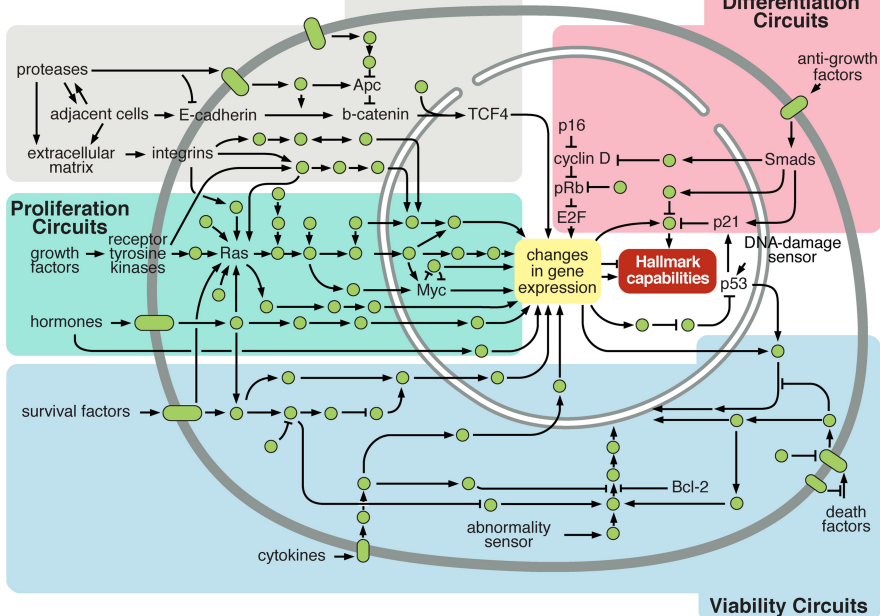 Differentiation
Circuits
anti-growth
factors
proteases
Apc
adjacent cells
E-cadherin
b-catenin
TCF4
p16
extracellular
matrix
integrins
cyclin D
Smads
pRb
Proliferation
Circuits
E2F
p21
growth
factors
receptor
tyrosine
kinases
Ras
changes
in gene
expression
Hallmark
capabilities
DNA-damage
sensor
p53
Myc
hormones
survival factors
Bcl-2
abnormality
sensor
death
factors
cytokines
Viability Circuits